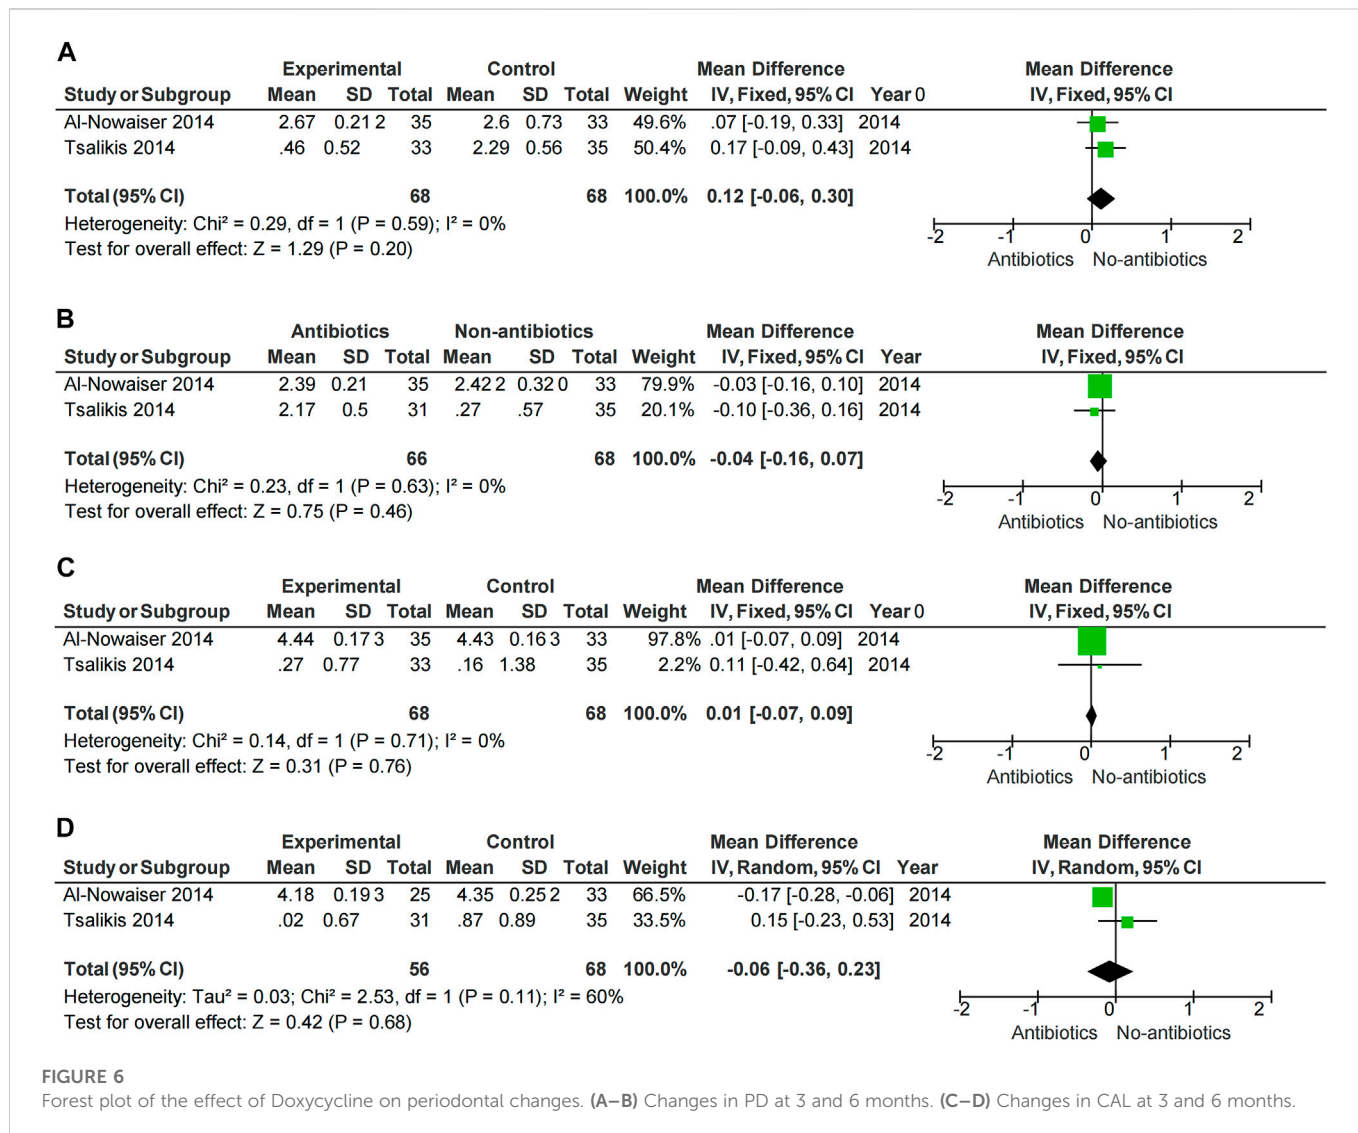 A
Experimental Control Mean Difference Mean Difference
Study or Subgroup Mean SD Total Mean SD Total Weight IV, Fixed, 95% CI Year 0 IV, Fixed, 95% CI
Al-Nowaiser 2014 2.67 0.21 2 35 2.6 0.73 33 49.6% .07 [-0.19, 0.33] 2014
Tsalikis 2014 .46 0.52 33 2.29 0.56 35 50.4% 0.17 [-0.09, 0.43] 2014
Total (95% CI) 68 68 100.0% 0.12 [-0.06, 0.30]
Heterogeneity: Chi² = 0.29, df = 1 (P = 0.59); I² = 0%
Test for overall effect: Z = 1.29 (P = 0.20)
-2 -1 0 1 2
Antibiotics No-antibiotics
B
Antibiotics Non-antibiotics Mean Difference Mean Difference
Study or Subgroup Mean SD Total Mean SD Total Weight IV, Fixed, 95% CI Year IV, Fixed, 95% CI
Al-Nowaiser 2014 2.39 0.21 35 2.42 2 0.32 0 33 79.9% -0.03 [-0.16, 0.10] 2014
Tsalikis 2014 2.17 0.5 31 .27 .57 35 20.1% -0.10 [-0.36, 0.16] 2014
Total (95% CI) 66 68 100.0% -0.04 [-0.16, 0.07]
Heterogeneity: Chi² = 0.23, df = 1 (P = 0.63); I² = 0%
Test for overall effect: Z = 0.75 (P = 0.46)
-2 -1 0 1 2
Antibiotics No-antibiotics
C
Experimental Control Mean Difference Mean Difference
Study or Subgroup Mean SD Total Mean SD Total Weight IV, Fixed, 95% CI Year 0 IV, Fixed, 95% CI
Al-Nowaiser 2014 4.44 0.17 3 35 4.43 0.16 3 33 97.8% .01 [-0.07, 0.09] 2014
Tsalikis 2014 .27 0.77 33 .16 1.38 35 2.2% 0.11 [-0.42, 0.64] 2014
Total (95% CI) 68 68 100.0% 0.01 [-0.07, 0.09]
Heterogeneity: Chi² = 0.14, df = 1 (P = 0.71); I² = 0%
Test for overall effect: Z = 0.31 (P = 0.76)
-2 -1 0 1 2
Antibiotics No-antibiotics
D
Experimental Control Mean Difference Mean Difference
Study or Subgroup Mean SD Total Mean SD Total Weight IV, Random, 95% CI Year IV, Random, 95% CI
Al-Nowaiser 2014 4.18 0.19 3 25 4.35 0.25 2 33 66.5% -0.17 [-0.28, -0.06] 2014
Tsalikis 2014 .02 0.67 31 .87 0.89 35 33.5% 0.15 [-0.23, 0.53] 2014
Total (95% CI) 56 68 100.0% -0.06 [-0.36, 0.23]
Heterogeneity: Tau² = 0.03; Chi² = 2.53, df = 1 (P = 0.11); I² = 60%
Test for overall effect: Z = 0.42 (P = 0.68)
-2 -1 0 1 2
Antibiotics No-antibiotics
FIGURE 6
Forest plot of the effect of Doxycycline on periodontal changes. (A–B) Changes in PD at 3 and 6 months. (C–D) Changes in CAL at 3 and 6 months.